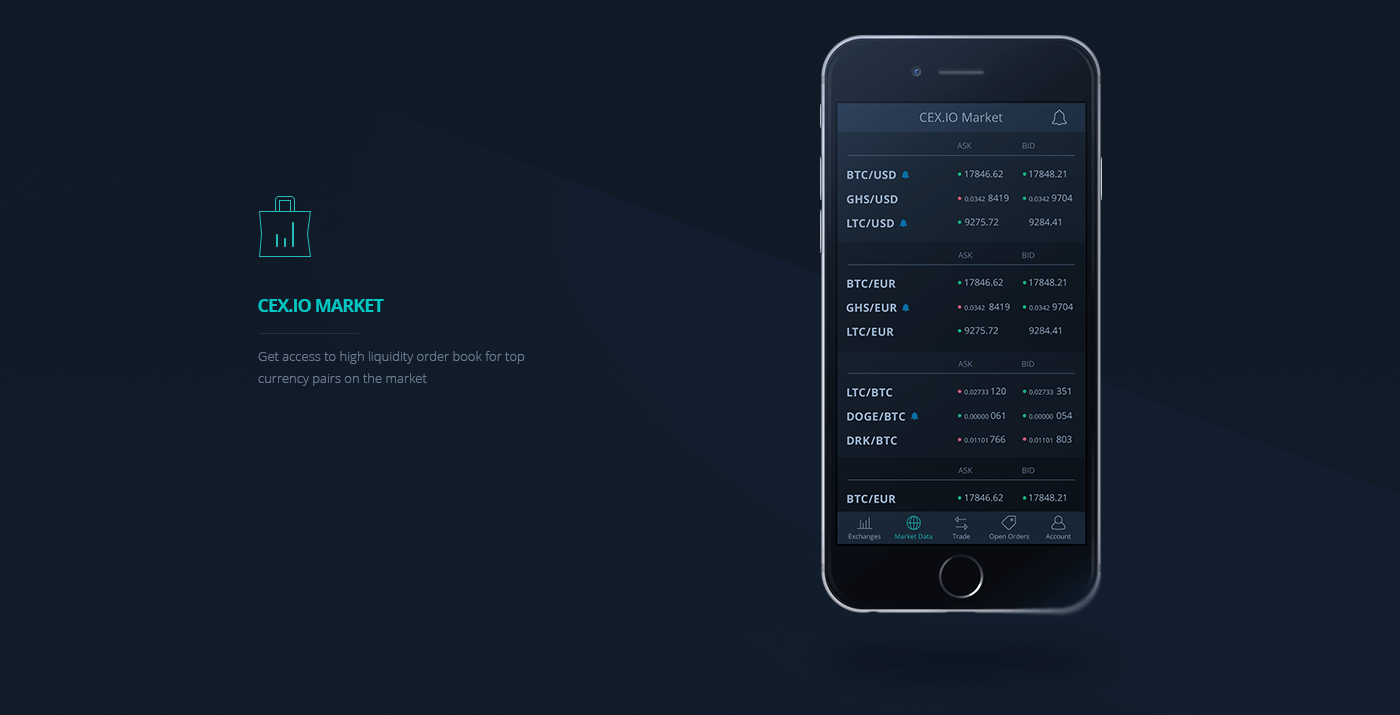 CEX.IO MARKET
Get access to high liquidity order book for top
currency pairs on the market
CEX.IO Market
ASK BID
BTC/USD 17846.62 17848.21
GHS/USD 0.0342 8419 0.0342 9704
LTC/USD 9275.72 9284.41
ASK BID
BTC/EUR 17846.62 17848.21
GHS/EUR 0.0342 8419 0.0342 9704
LTC/EUR 9275.72 9284.41
ASK BID
LTC/BTC 0.02733 120 0.02733 351
DOGE/BTC 0.00000 061 0.00000 054
DRK/BTC 0.01101 766 0.01101 803
ASK BID
BTC/EUR 17846.62 17848.21
Exchanges Market Data Trade Open Orders Account